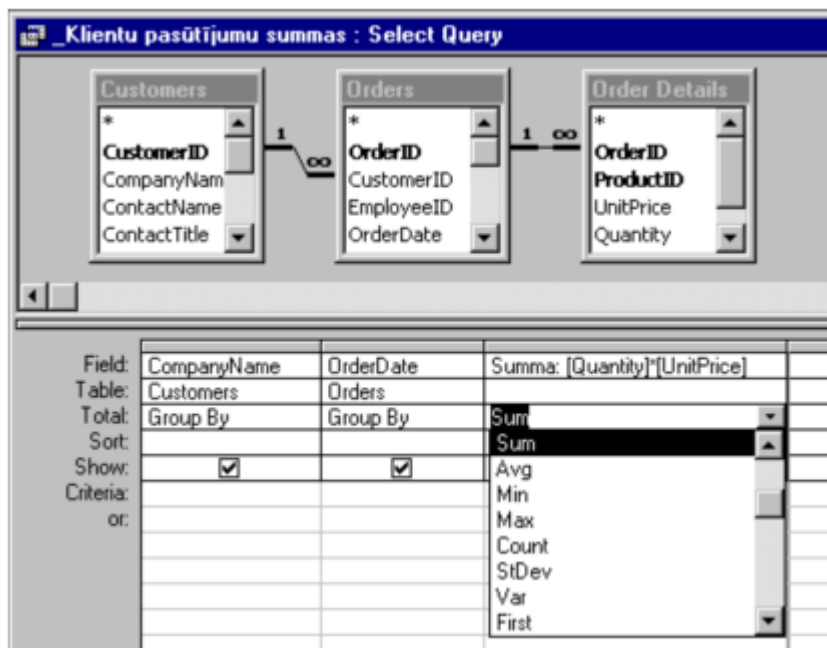 _Klientu pasūtījumu summas : Select Query
Customers
*
CustomerID
CompanyNam
ContactName
ContactTitle
1
∞
Orders
*
OrderID
CustomerID
EmployeeID
OrderDate
1
∞
Order Details
*
OrderID
ProductID
UnitPrice
Quantity
Field: CompanyName OrderDate Summa: [Quantity]*[UnitPrice]
Table: Customers Orders
Total: Group By Group By Sum
Sort: Sum
Show: Avg
Criteria: Min
or: Max
Count
StDev
Var
First